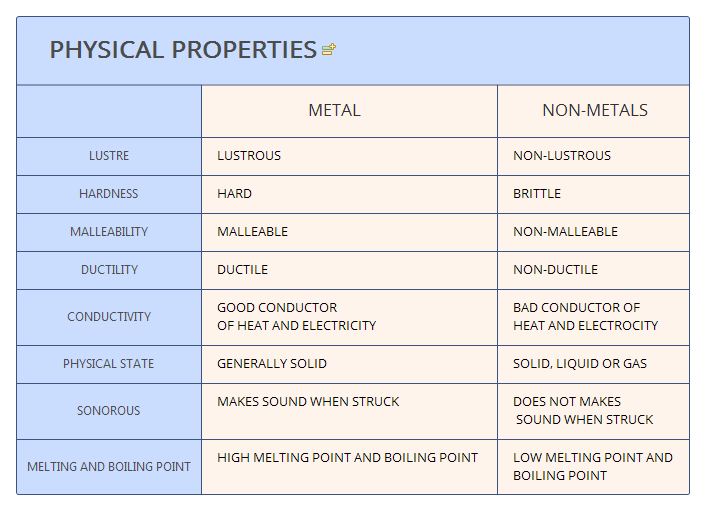 PHYSICAL PROPERTIES
METAL
NON-METALS
LUSTRE
LUSTROUS
NON-LUSTROUS
HARDNESS
HARD
BRITTLE
MALLEABILITY
MALLEABLE
NON-MALLEABLE
DUCTILITY
DUCTILE
NON-DUCTILE
CONDUCTIVITY
GOOD CONDUCTOR
OF HEAT AND ELECTRICITY
BAD CONDUCTOR OF
HEAT AND ELECTROCITY
PHYSICAL STATE
GENERALLY SOLID
SOLID, LIQUID OR GAS
SONOROUS
MAKES SOUND WHEN STRUCK
DOES NOT MAKES
SOUND WHEN STRUCK
MELTING AND BOILING POINT
HIGH MELTING POINT AND BOILING POINT
LOW MELTING POINT AND
BOILING POINT